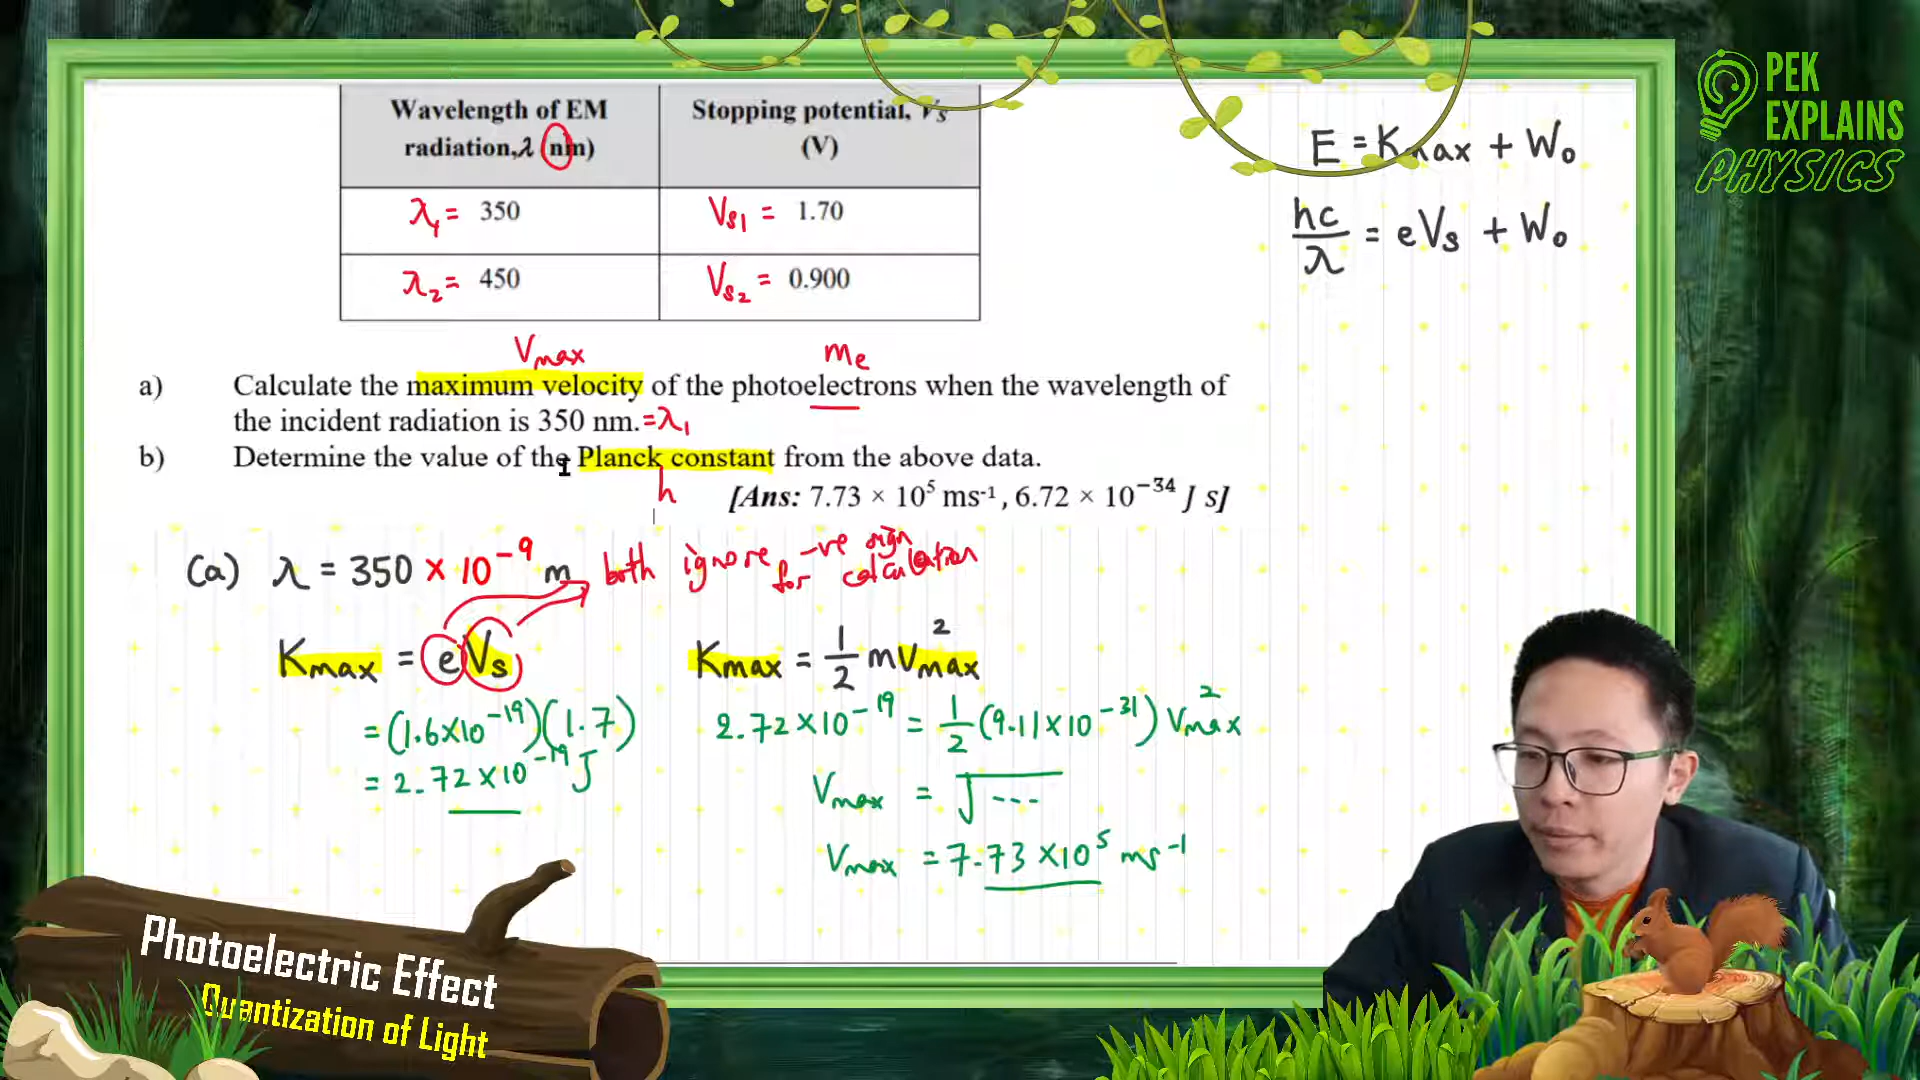 Wavelength of EM radiation, λ (nm)
Stopping potential, Vs (V)
λ1 = 350
Vs1 = 1.70
λ2 = 450
Vs2 = 0.900
E = Kmax + W₀
hc/λ = eVs + W₀
PEK
EXPLAINS
PHYSICS
Vmax
me
a) Calculate the maximum velocity of the photoelectrons when the wavelength of
the incident radiation is 350 nm. = λ1
b) Determine the value of the Planck constant from the above data.
h
[Ans: 7.73 × 10⁵ ms⁻¹, 6.72 × 10⁻³⁴ J s]
(a) λ = 350 × 10⁻⁹ m
both ignore -ve sign
for calculation
Kmax = eVs
= (1.6×10⁻¹⁹)(1.7)
= 2.72×10⁻¹⁹ J
Kmax = 1/2 mVmax²
2.72×10⁻¹⁹ = 1/2 (9.11×10⁻³¹) Vmax²
Vmax = √...
Vmax = 7.73×10⁵ ms⁻¹
Photoelectric Effect
Quantization of Light